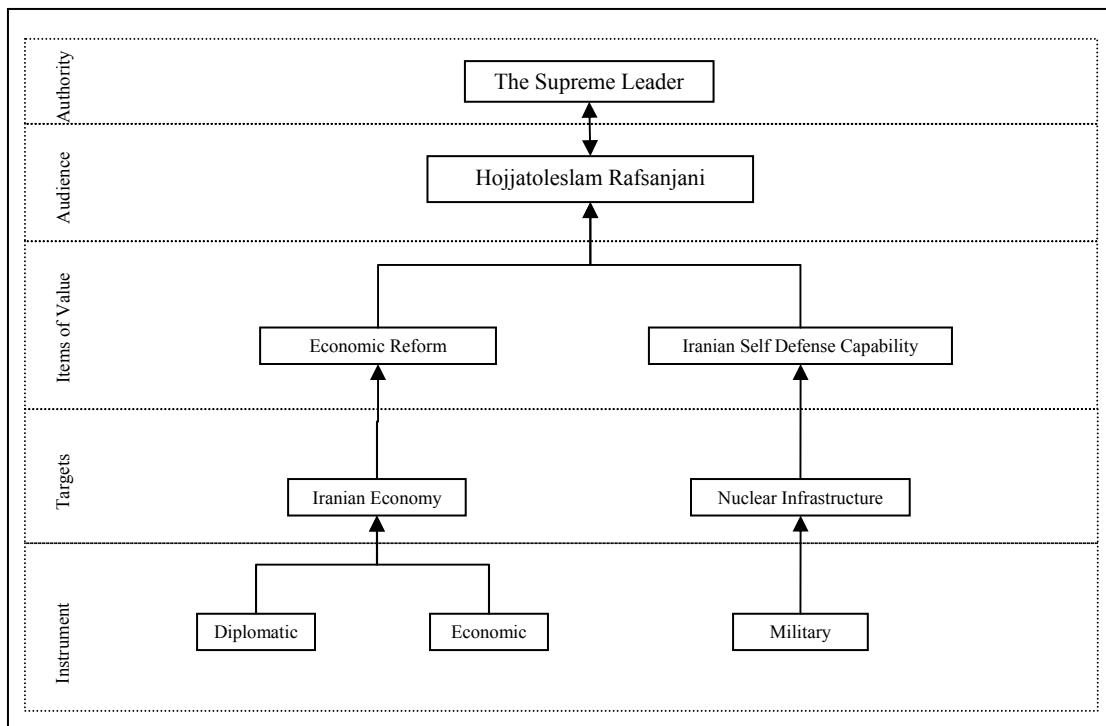 Authority
The Supreme Leader
Audience
Hojjatoleslam Rafsanjani
Items of Value
Economic Reform
Iranian Self Defense Capability
Targets
Iranian Economy
Nuclear Infrastructure
Instrument
Diplomatic
Economic
Military